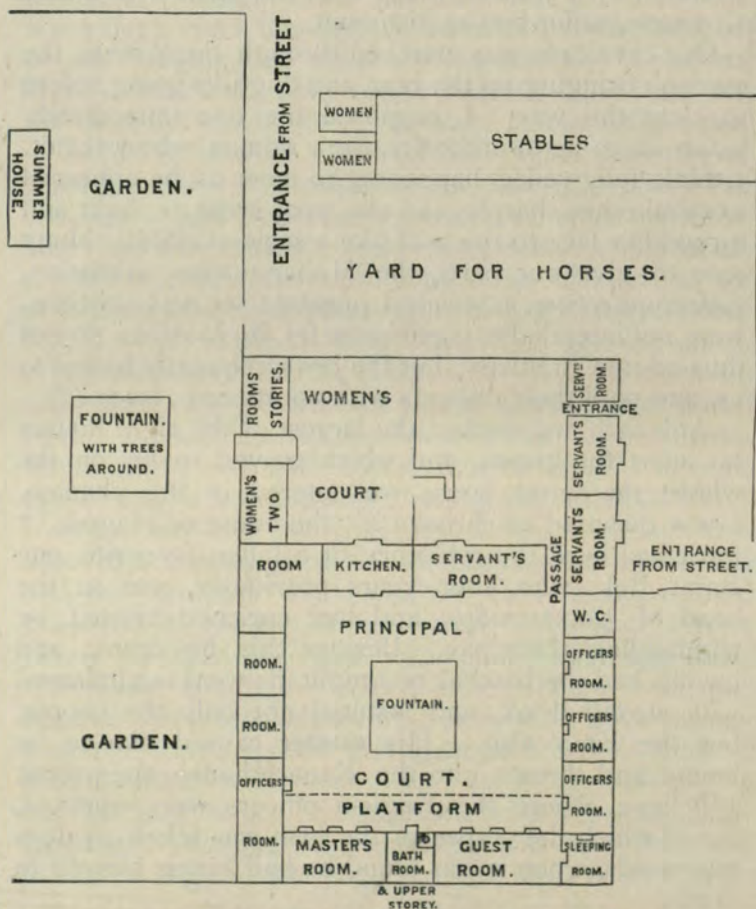 ENTRANCE FROM STREET
WOMEN
WOMEN
STABLES
SUMMER
HOUSE.
GARDEN.
YARD FOR HORSES.
FOUNTAIN.
WITH TREES
AROUND.
WOMEN'S ROOMS
TWO STORIES.
WOMEN'S
COURT.
SERVTS
ROOM.
ENTRANCE
SERVANTS
ROOM.
SERVANTS
ROOM.
ENTRANCE
FROM STREET.
ROOM
KITCHEN.
SERVANT'S
ROOM.
PASSAGE
W.C.
PRINCIPAL
FOUNTAIN.
COURT.
PLATFORM
ROOM.
ROOM.
OFFICERS
ROOM.
OFFICERS
ROOM.
OFFICERS
ROOM.
OFFICERS
ROOM.
GARDEN.
MASTER'S
ROOM.
BATH
ROOM.
& UPPER
STOREY.
GUEST
ROOM.
SLEEPING
ROOM.